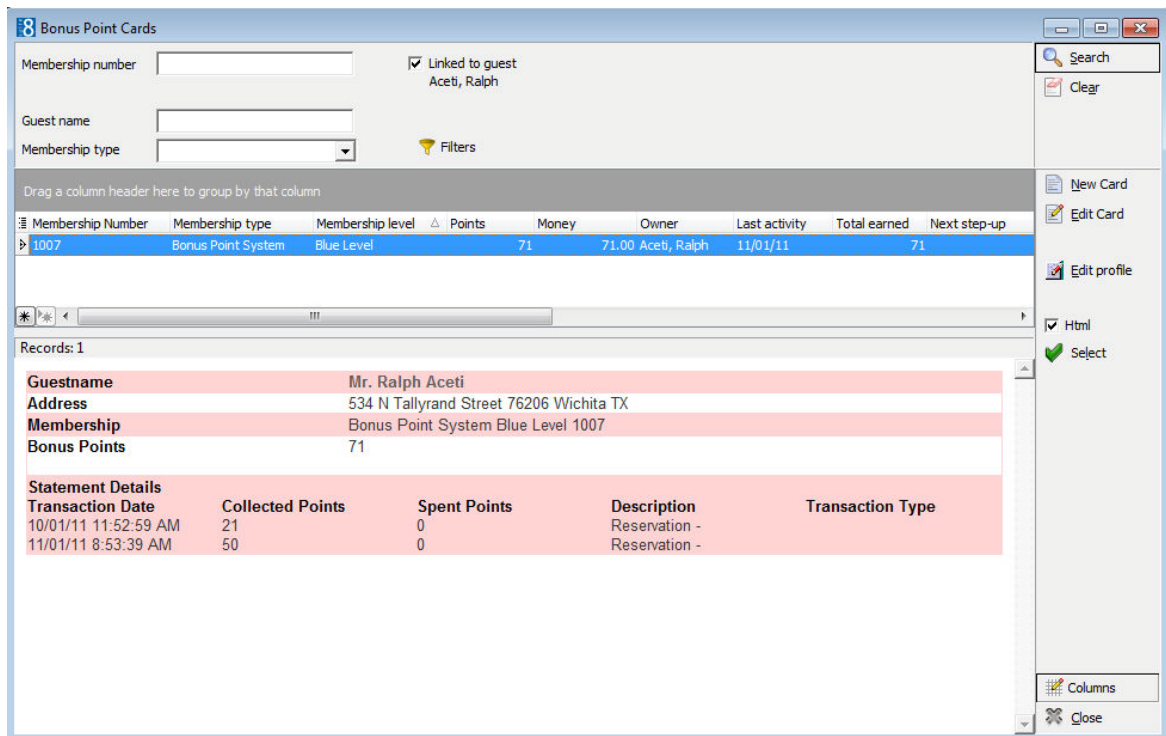 8 Bonus Point Cards
Membership number
Linked to guest
Aceti, Ralph
Guest name
Membership type
Filters
Search
Clear
Drag a column header here to group by that column
Membership Number Membership type Membership level Points Money Owner Last activity Total earned Next step-up
1007 Bonus Point System Blue Level 71 71.00 Aceti, Ralph 11/01/11 71
New Card
Edit Card
Edit profile
Html
Select
Records: 1
Guestname Mr. Ralph Aceti
Address 534 N Tallyrand Street 76206 Wichita TX
Membership Bonus Point System Blue Level 1007
Bonus Points 71
Statement Details
Transaction Date Collected Points Spent Points Description Transaction Type
10/01/11 11:52:59 AM 21 0 Reservation -
11/01/11 8:53:39 AM 50 0 Reservation -
Columns
Close